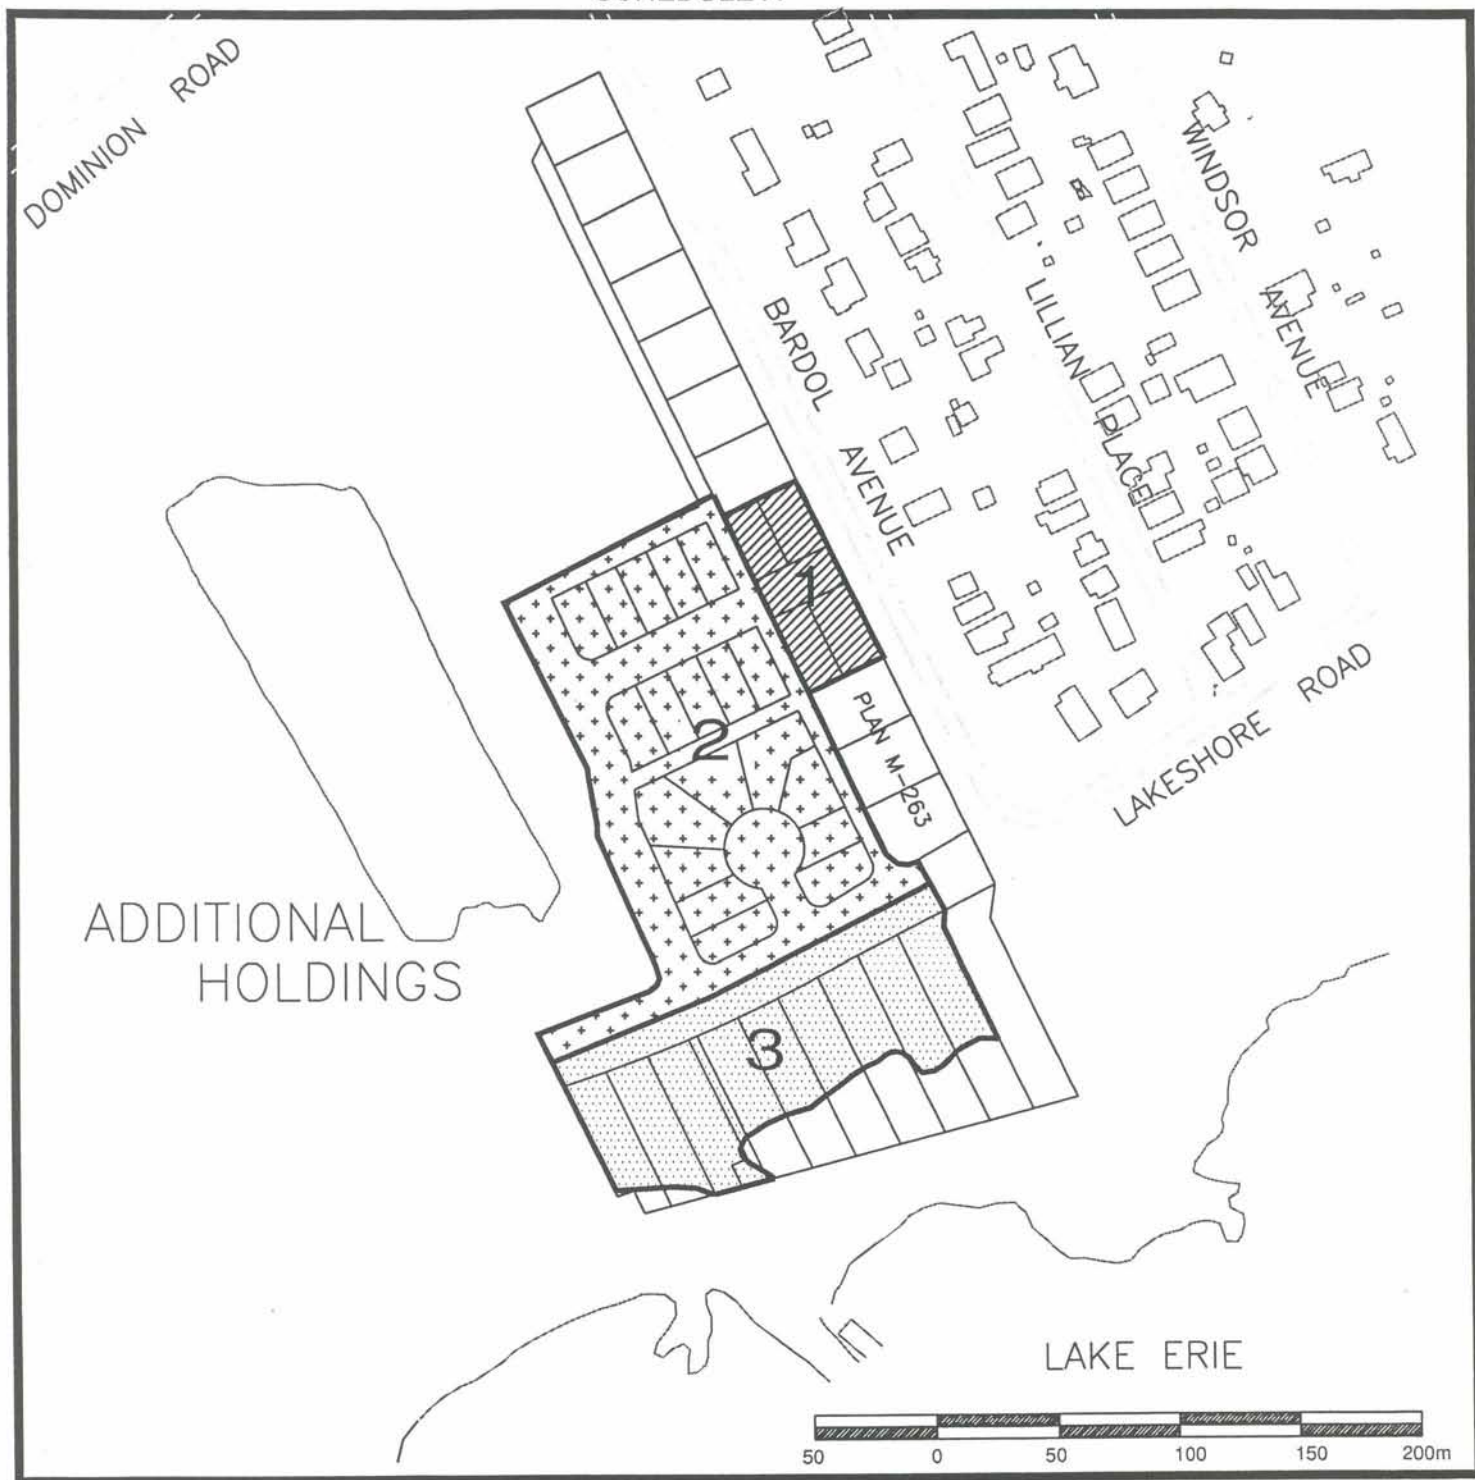 DOMINION ROAD
WINDSOR
AVENUE
BARDOL
AVENUE
LILLIAN
PLACE
LAKESHORE ROAD
1
2
PLAN M-263
ADDITIONAL
HOLDINGS
3
LAKE ERIE
50 0 50 100 150 200m